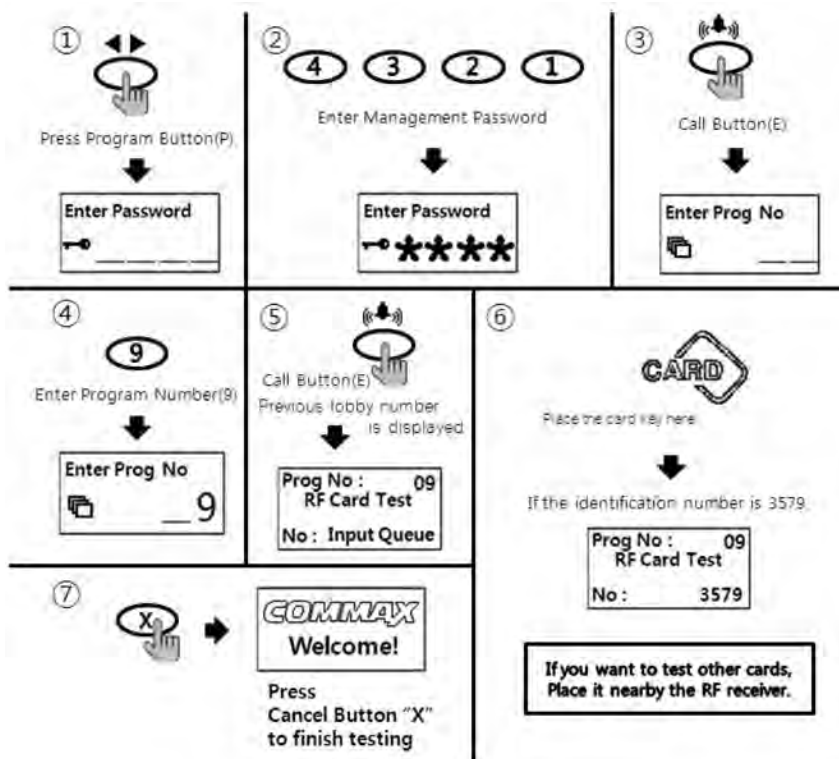 ①
Press Program Button(P)
Enter Password
②
4 3 2 1
Enter Management Password
Enter Password
★★★★
③
Call Button(E)
Enter Prog No
④
9
Enter Program Number(9)
Enter Prog No
_9
⑤
Call Button(E)
Previous lobby number
is displayed
Prog No : 09
RF Card Test
No : Input Queue
⑥
CARD
Place the card key here
If the identification number is 3579,
Prog No : 09
RF Card Test
No : 3579
If you want to test other cards,
Place it nearby the RF receiver.
⑦
X
COMMAX
Welcome!
Press
Cancel Button "X"
to finish testing